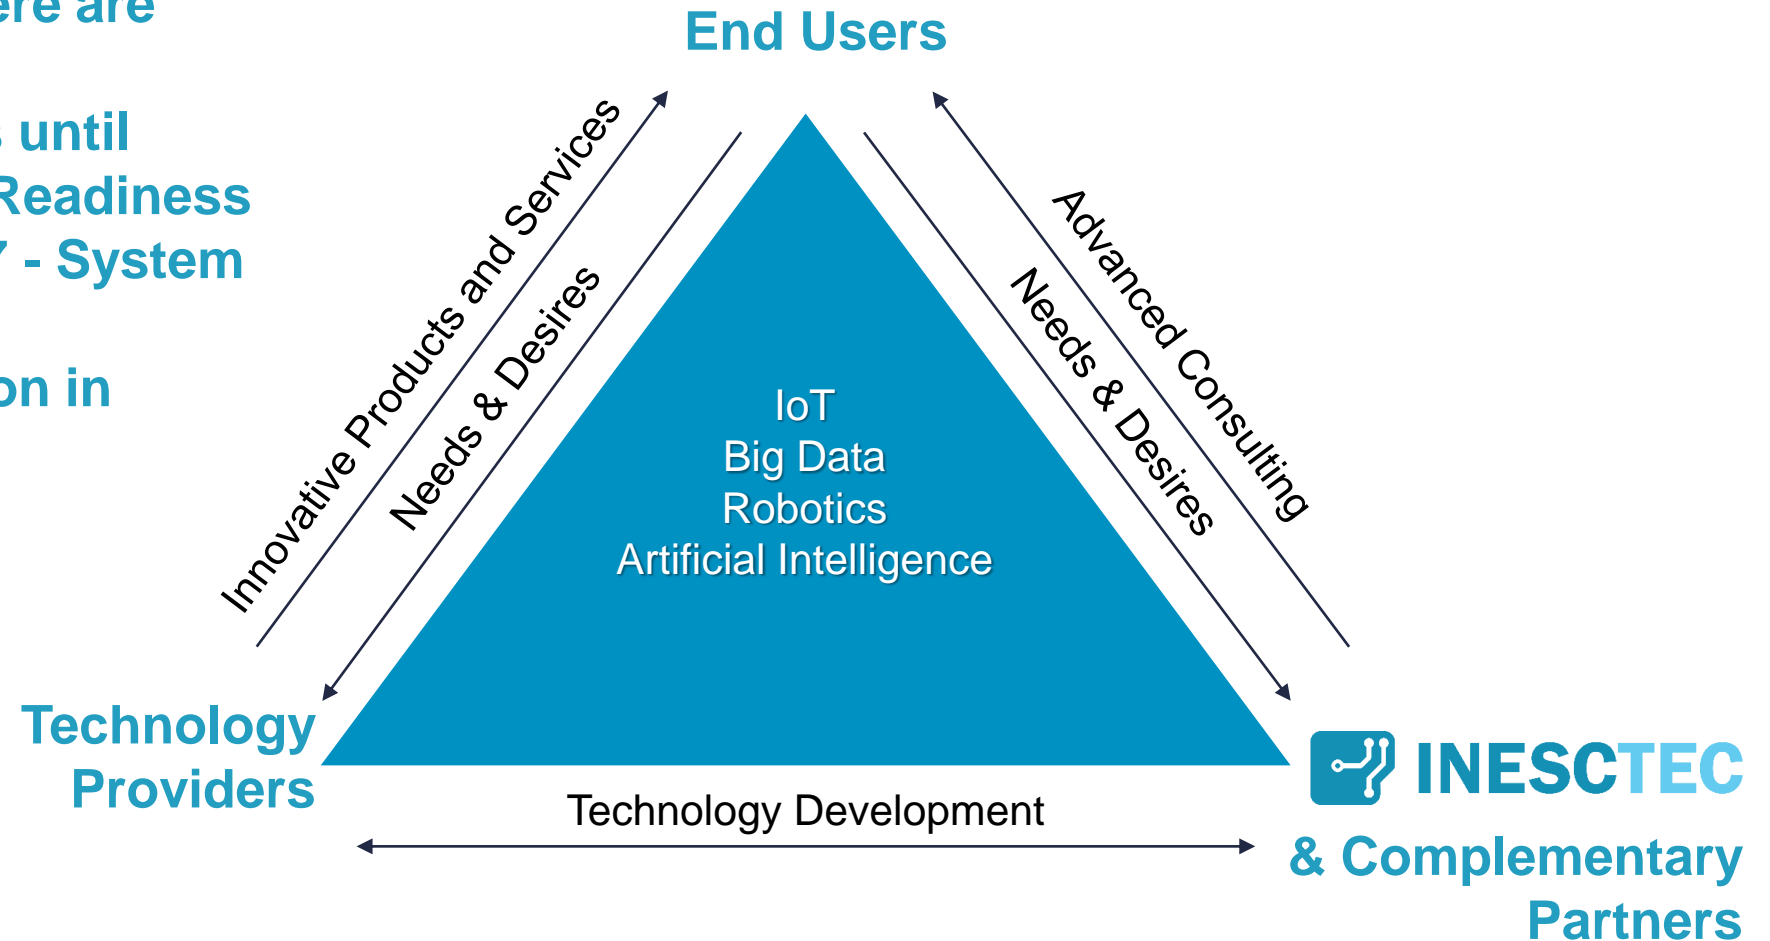 ere are
until
Readiness
7 - System
on in
End Users
Innovative Products and Services
Needs & Desires
Advanced Consulting
Needs & Desires
IoT
Big Data
Robotics
Artificial Intelligence
Technology
Providers
Technology Development
INESCTEC
& Complementary
Partners